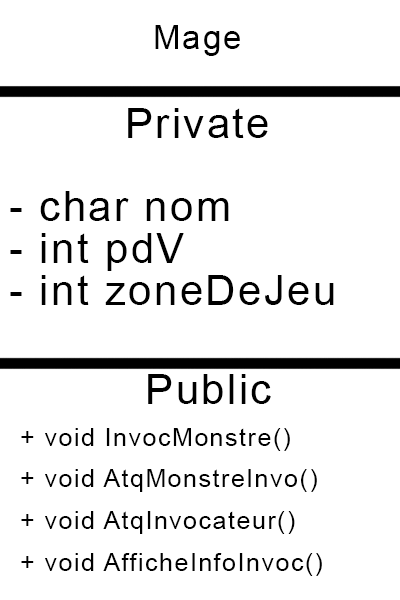 Mage
Private
- char nom
- int pdV
- int zoneDeJeu
Public
+ void InvocMonstre()
+ void AtqMonstreInvo()
+ void AtqInvocateur()
+ void AfficheInfoInvoc()